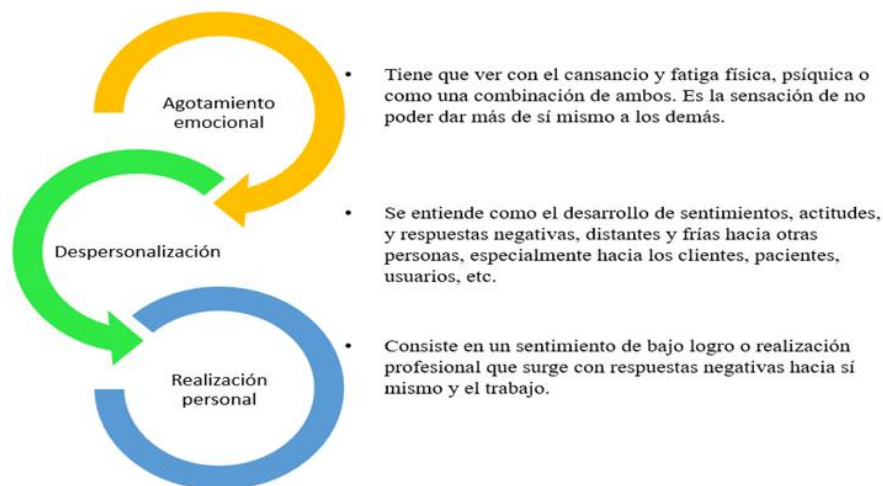 Agotamiento
emocional
• Tiene que ver con el cansancio y fatiga física, psíquica o
como una combinación de ambos. Es la sensación de no
poder dar más de sí mismo a los demás.
Despersonalización
• Se entiende como el desarrollo de sentimientos, actitudes,
y respuestas negativas, distantes y frías hacia otras
personas, especialmente hacia los clientes, pacientes,
usuarios, etc.
Realización
personal
• Consiste en un sentimiento de bajo logro o realización
profesional que surge con respuestas negativas hacia sí
mismo y el trabajo.